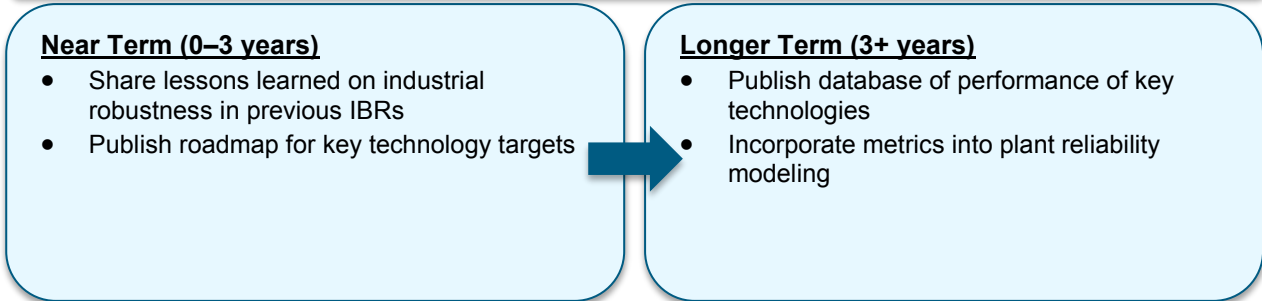 Near Term (0–3 years)
• Share lessons learned on industrial
robustness in previous IBRs
• Publish roadmap for key technology targets
Longer Term (3+ years)
• Publish database of performance of key
technologies
• Incorporate metrics into plant reliability
modeling